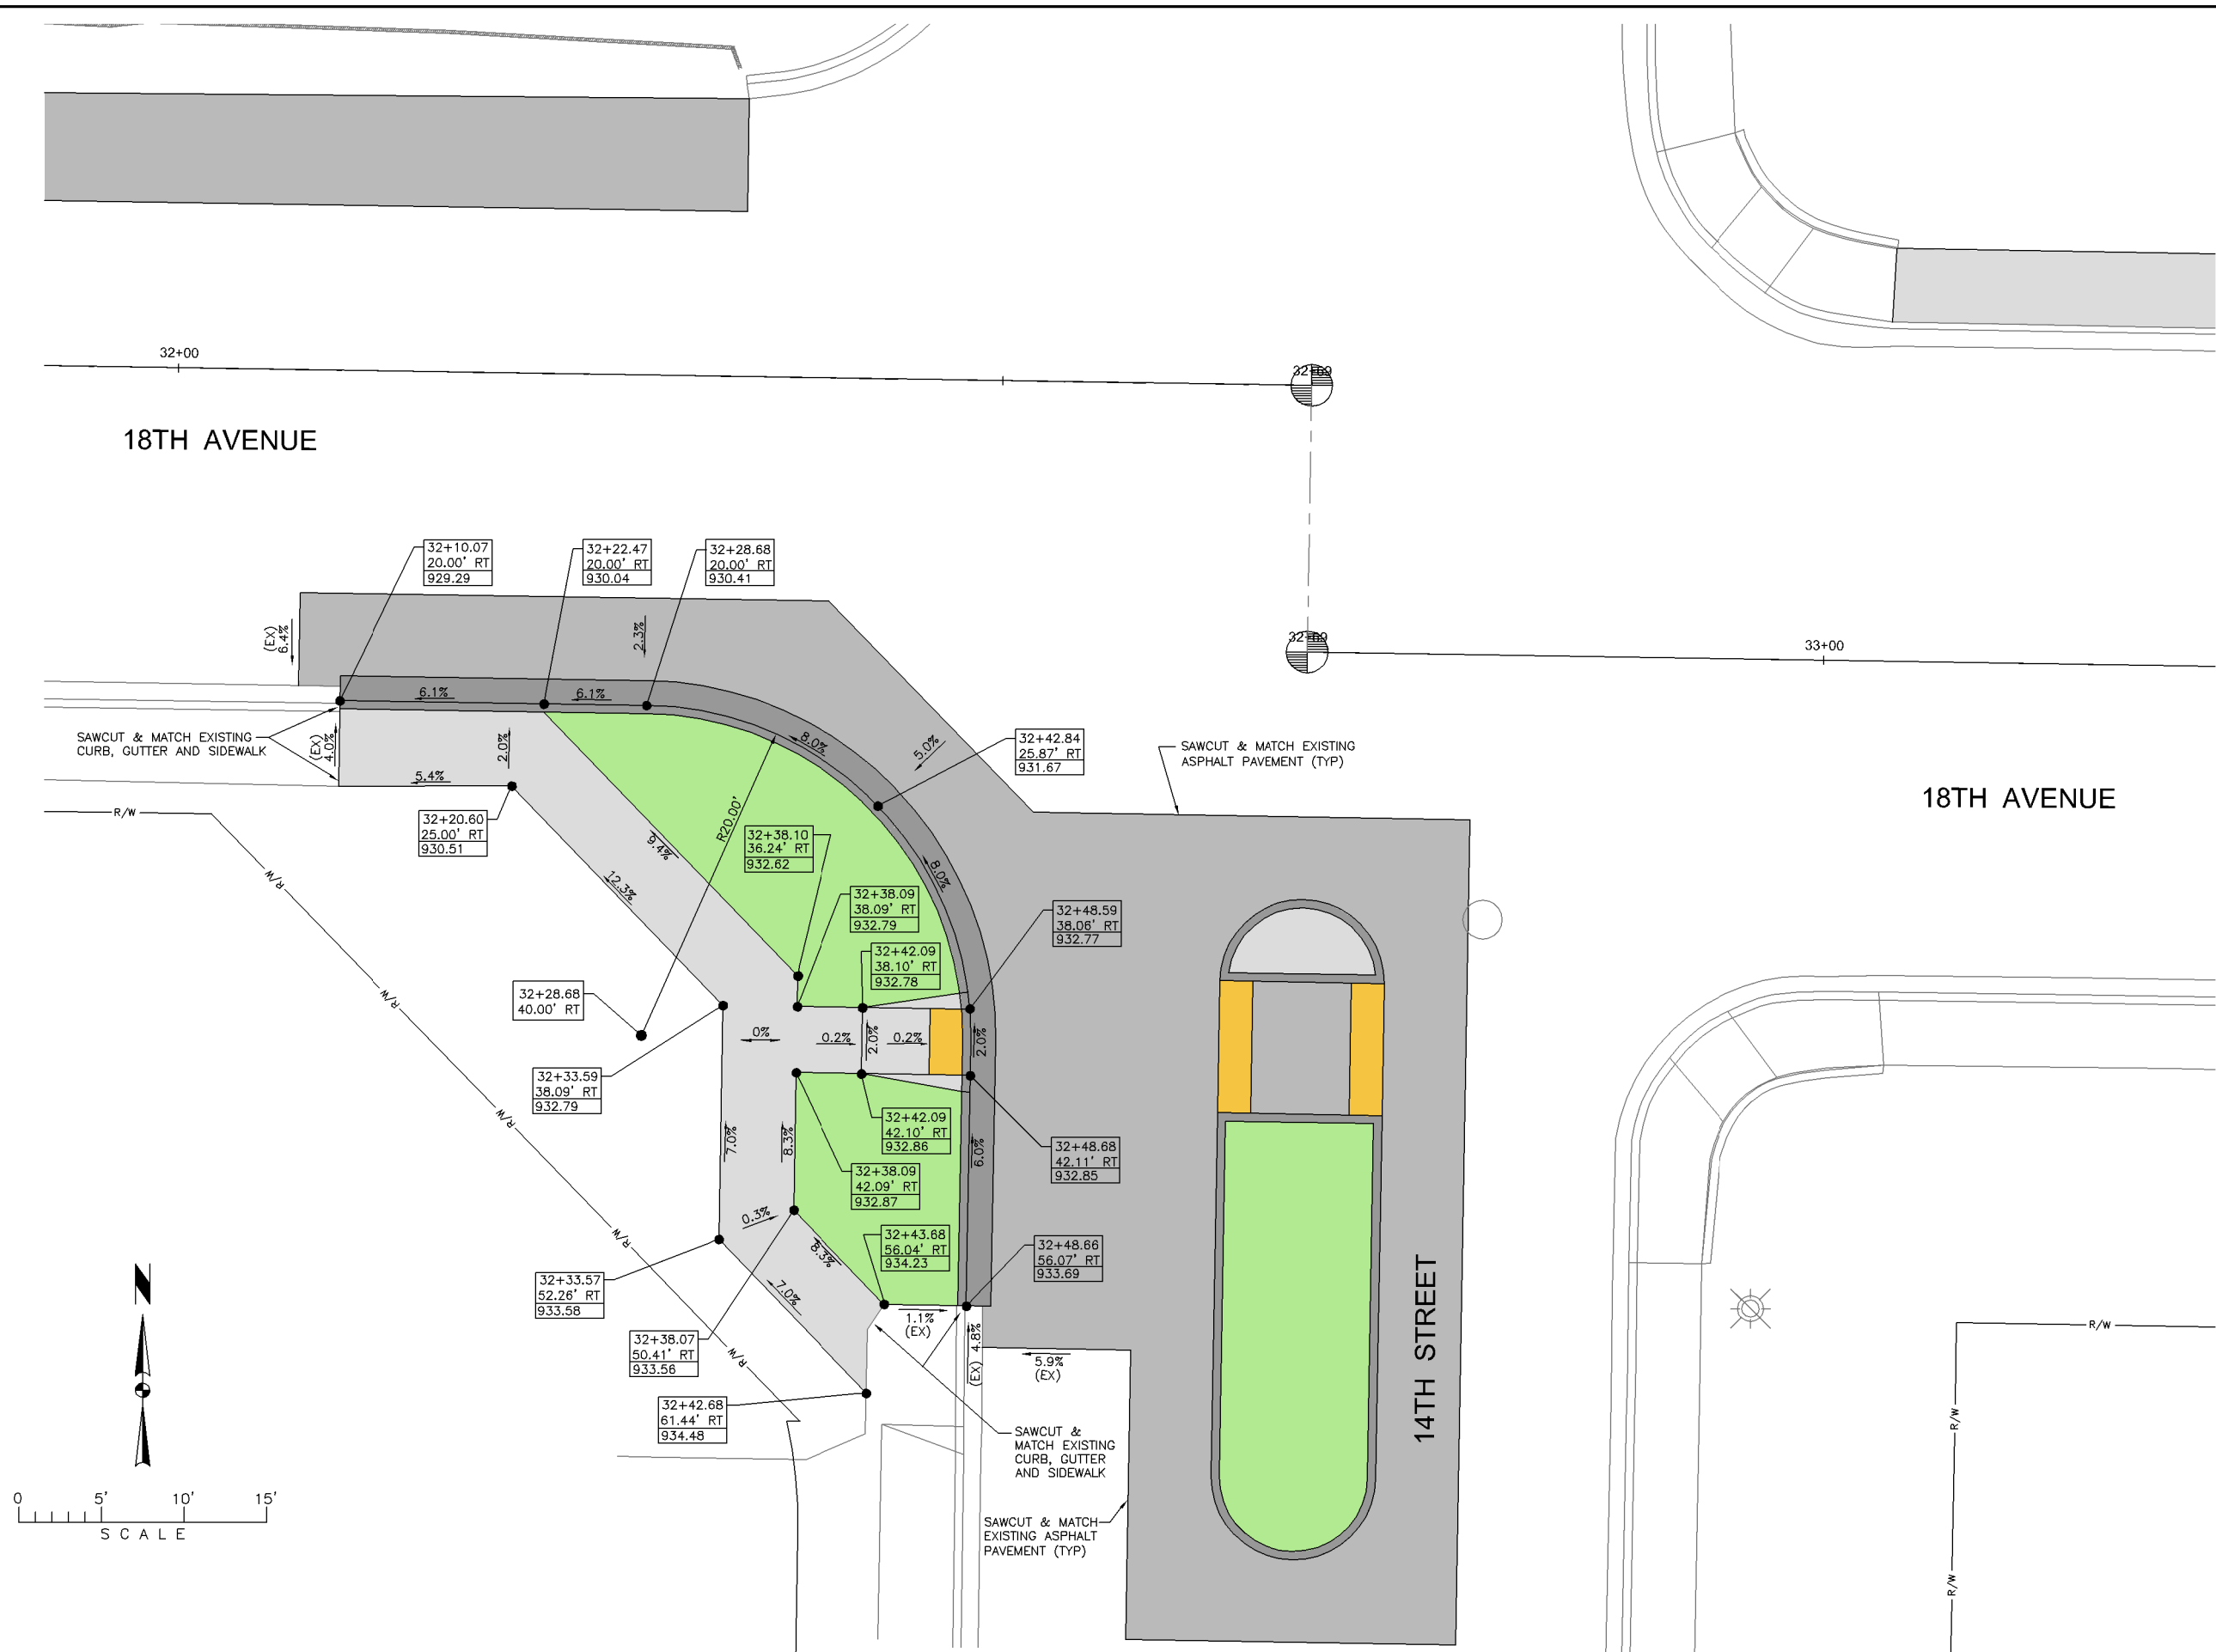 32+00
32+69
18TH AVENUE
32+69
33+00
18TH AVENUE
32+10.07
20.00' RT
929.29
32+22.47
20.00' RT
930.04
32+28.68
20.00' RT
930.41
(EX)
6.4%
2.3%
6.1%
6.1%
SAWCUT & MATCH EXISTING
CURB, GUTTER AND SIDEWALK
(EX)
4.0%
2.0%
5.4%
8.0%
5.0%
32+42.84
25.87' RT
931.67
SAWCUT & MATCH EXISTING
ASPHALT PAVEMENT (TYP)
R/W
32+20.60
25.00' RT
930.51
9.4%
R20.00'
32+38.10
36.24' RT
932.62
8.0%
R/W
12.3%
32+38.09
38.09' RT
932.79
32+48.59
38.06' RT
932.77
32+42.09
38.10' RT
932.78
R/W
32+28.68
40.00' RT
0%
0.2%
2.0%
0.2%
2.0%
32+33.59
38.09' RT
932.79
R/W
7.0%
8.3%
32+42.09
42.10' RT
932.86
6.0%
32+48.68
42.11' RT
932.85
32+38.09
42.09' RT
932.87
0.3%
R/W
8.3%
32+43.68
56.04' RT
934.23
32+48.66
56.07' RT
933.69
N
32+33.57
52.26' RT
933.58
7.0%
1.1%
(EX)
(EX) 4.8%
5.9%
(EX)
32+38.07
50.41' RT
933.56
R/W
14TH STREET
R/W
32+42.68
61.44' RT
934.48
R/W
SAWCUT &
MATCH EXISTING
CURB, GUTTER
AND SIDEWALK
0 5' 10' 15'
SCALE
SAWCUT & MATCH
EXISTING ASPHALT
PAVEMENT (TYP)
R/W